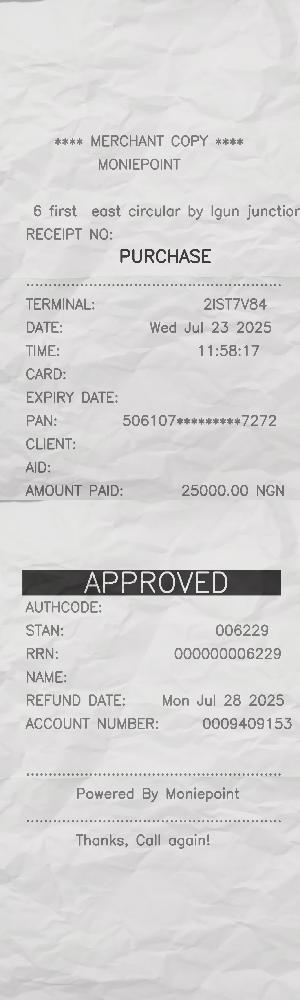 **** MERCHANT COPY ****
MONIEPOINT
6 first east circular by Igun junction
RECEIPT NO:
PURCHASE
TERMINAL: 2IST7V84
DATE: Wed Jul 23 2025
TIME: 11:58:17
CARD:
EXPIRY DATE:
PAN: 506107*********7272
CLIENT:
AID:
AMOUNT PAID: 25000.00 NGN
APPROVED
AUTHCODE:
STAN: 006229
RRN: 000000006229
NAME:
REFUND DATE: Mon Jul 28 2025
ACCOUNT NUMBER: 0009409153
Powered By Moniepoint
Thanks, Call again!